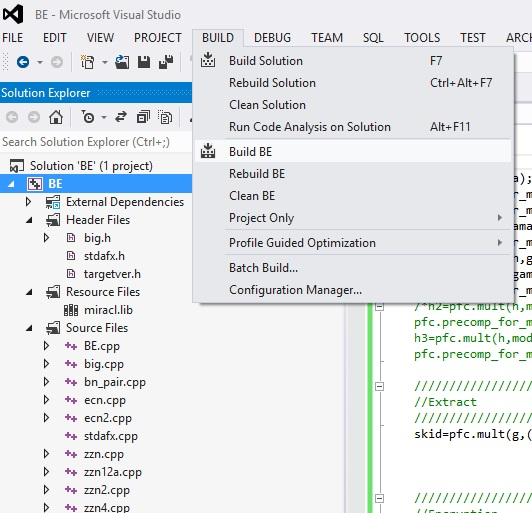 BE - Microsoft Visual Studio
FILE EDIT VIEW PROJECT BUILD DEBUG TEAM SQL TOOLS TEST
Build Solution F7
Rebuild Solution Ctrl+Alt+F7
Clean Solution
Run Code Analysis on Solution Alt+F11
Build BE
Rebuild BE
Clean BE
Project Only
Profile Guided Optimization
Batch Build...
Configuration Manager...
Solution Explorer
Search Solution Explorer (Ctrl+;)
Solution 'BE' (1 project)
BE
External Dependencies
Header Files
big.h
stdafx.h
targetver.h
Resource Files
miracl.lib
Source Files
BE.cpp
big.cpp
bn_pair.cpp
ecn.cpp
ecn2.cpp
stdafx.cpp
zzn.cpp
zzn12a.cpp
zzn2.cpp
zzn4.cpp
/*h2=pfc.mult(h,mo
pfc.precomp_for_m
h3=pfc.mult(h,mod
pfc.precomp_for_m
//////////////////
//Extract
//////////////////
skid=pfc.mult(g,(
//////////////////
//Encryption